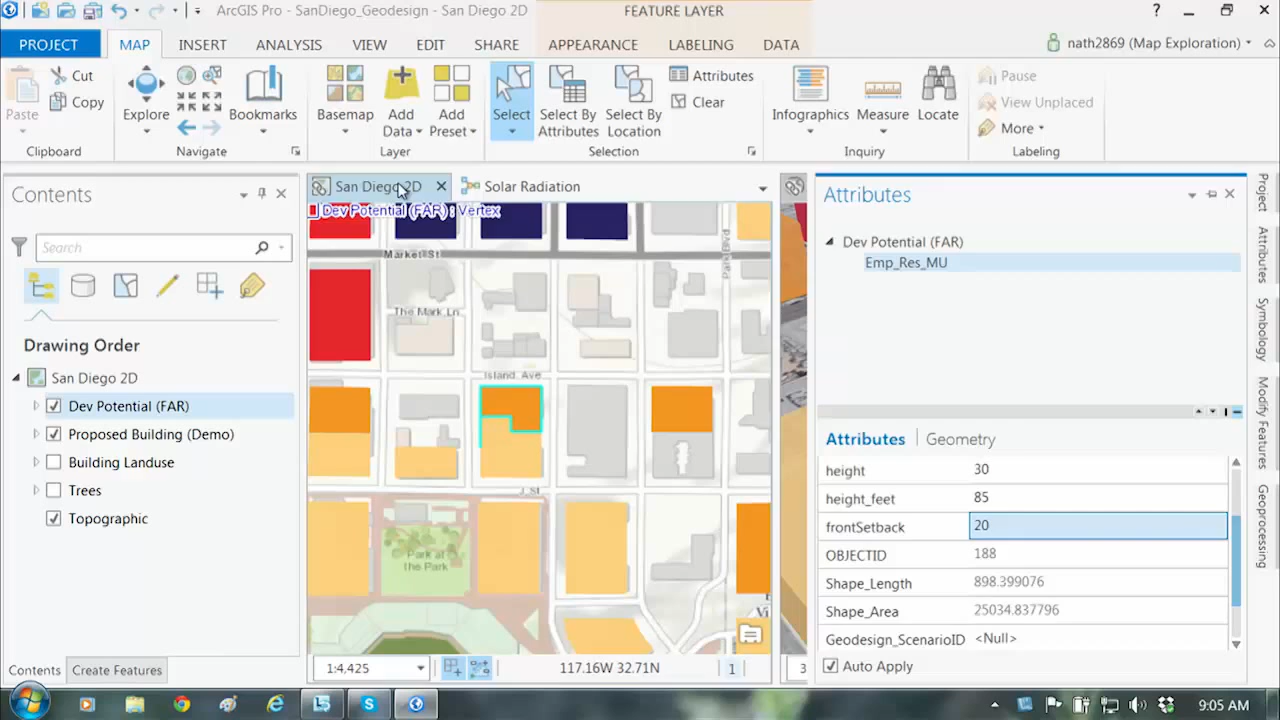 ArcGIS Pro - SanDiego_Geodesign - San Diego 2D
FEATURE LAYER
?
PROJECT
MAP
INSERT
ANALYSIS
VIEW
EDIT
SHARE
APPEARANCE
LABELING
DATA
nath2869 (Map Exploration)
Paste
Cut
Copy
Clipboard
Explore
Bookmarks
Navigate
Basemap
Add Data
Add Preset
Layer
Select
Select By Attributes
Select By Location
Attributes
Clear
Selection
Infographics
Measure
Locate
Inquiry
Pause
View Unplaced
More
Labeling
Contents
Search
Drawing Order
San Diego 2D
Dev Potential (FAR)
Proposed Building (Demo)
Building Landuse
Trees
Topographic
Contents
Create Features
San Diego 2D
Solar Radiation
Dev Potential (FAR) : Vertex
Market St
The Mark Ln
Island Ave
J St
Park at the Park
1:4,425
117.16W 32.71N
1
3
Attributes
Dev Potential (FAR)
Emp_Res_MU
Attributes
Geometry
height 30
height_feet 85
frontSetback 20
OBJECTID 188
Shape_Length 898.399076
Shape_Area 25034.837796
Geodesign_ScenarioID <Null>
Auto Apply
Project
Attributes
Symbology
Modify Features
Geoprocessing
9:05 AM